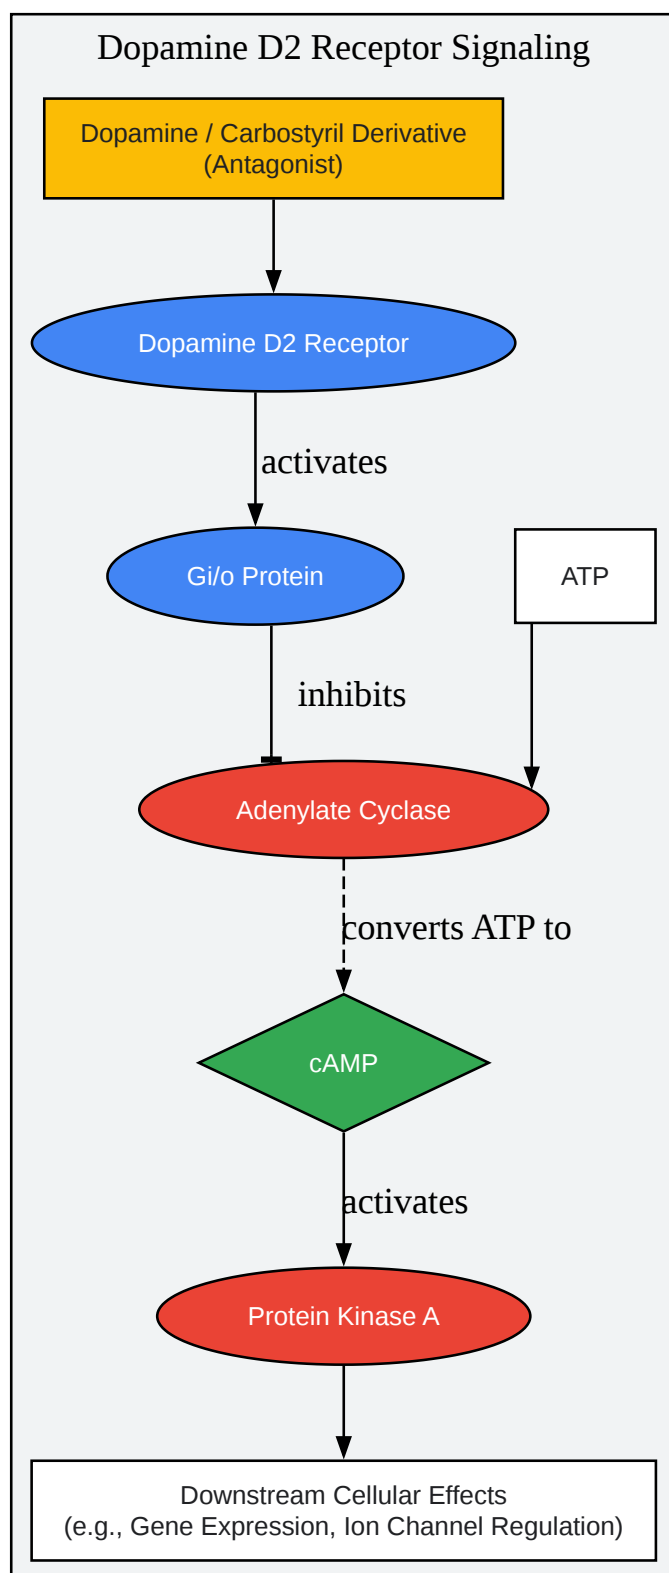 Dopamine D2 Receptor Signaling
Dopamine / Carbostyril Derivative
(Antagonist)
Dopamine D2 Receptor
activates
Gi/o Protein
ATP
inhibits
Adenylate Cyclase
converts ATP to
cAMP
activates
Protein Kinase A
Downstream Cellular Effects
(e.g., Gene Expression, Ion Channel Regulation)